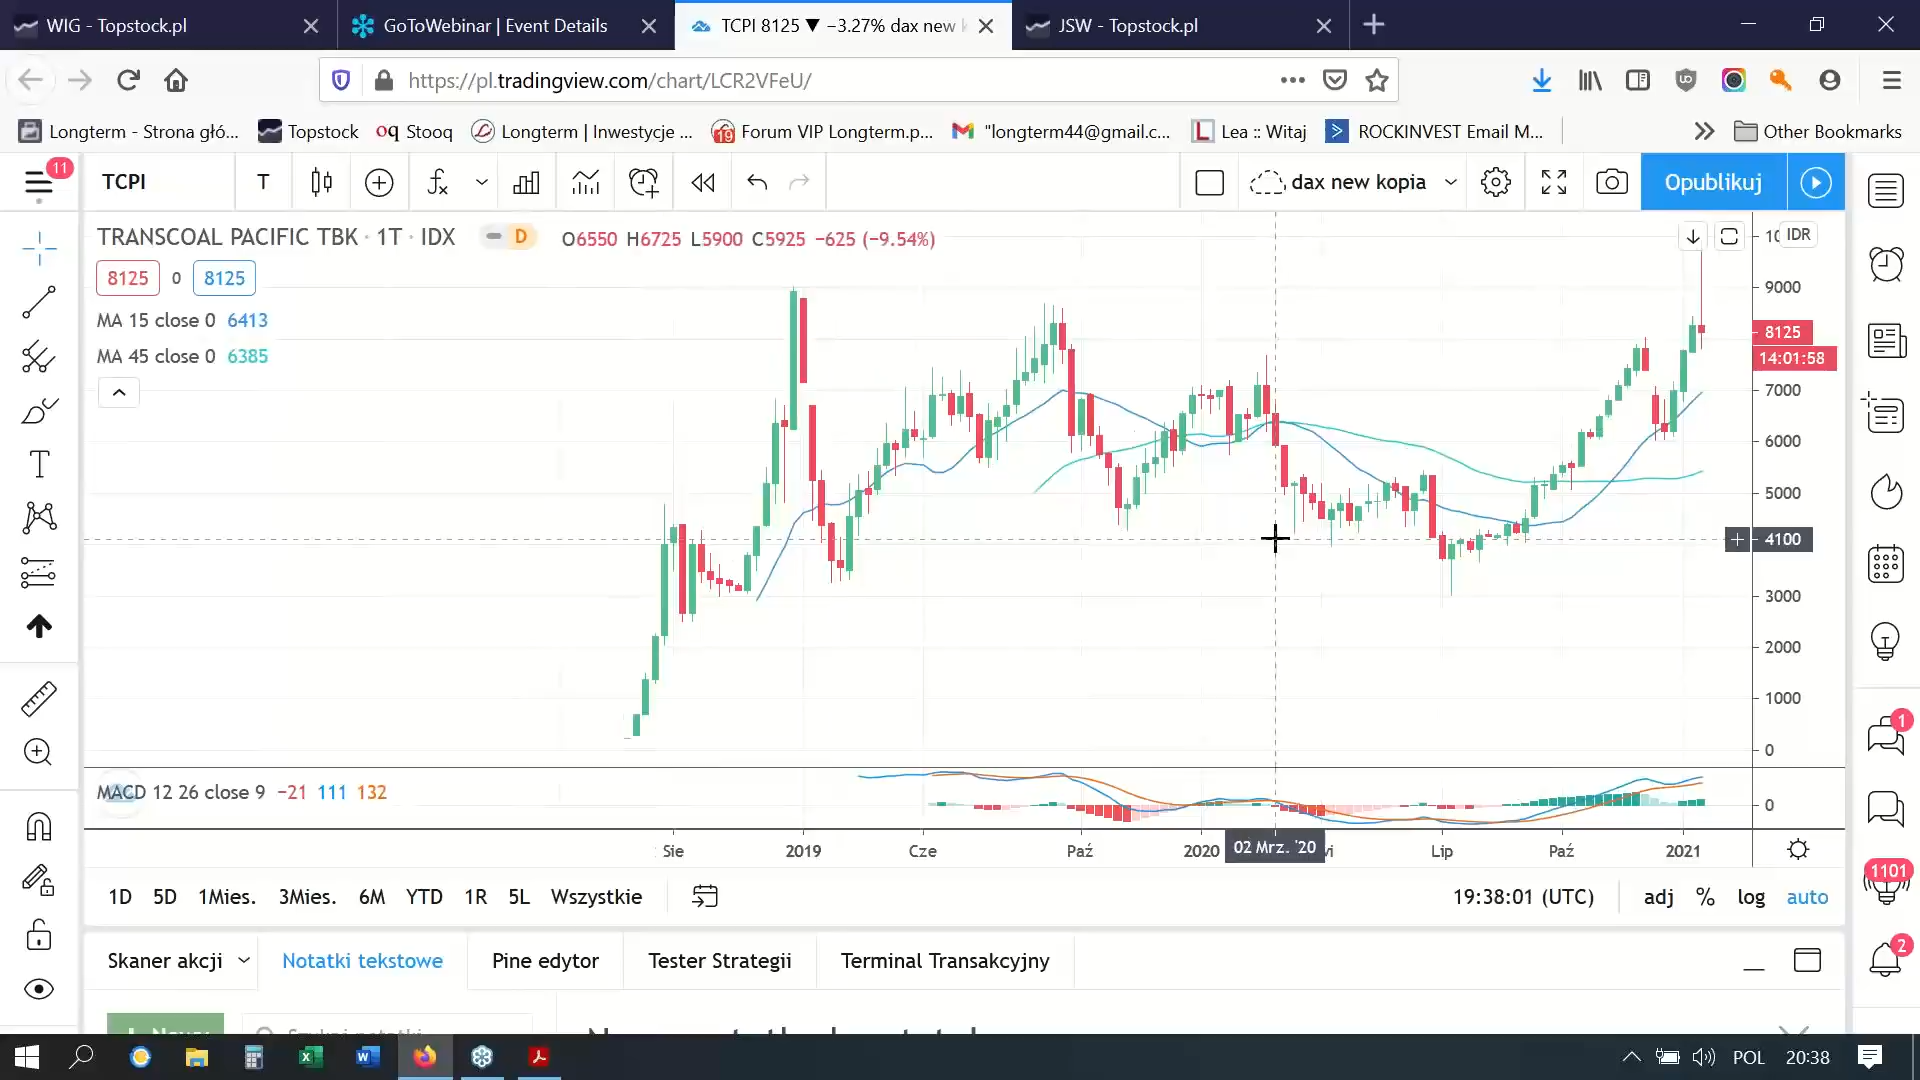 WIG - Topstock.pl
GoToWebinar | Event Details
TCPI 8125 ▼ −3.27% dax new
JSW - Topstock.pl
https://pl.tradingview.com/chart/LCR2VFeU/
Longterm - Strona głó...
Topstock
oq Stooq
Longterm | Inwestycje ...
19 Forum VIP Longterm.p...
"longterm44@gmail.c...
Lea :: Witaj
ROCKINVEST Email M...
Other Bookmarks
11
TCPI
T
dax new kopia
Opublikuj
TRANSCOAL PACIFIC TBK · 1T · IDX
D
O6550 H6725 L5900 C5925 −625 (−9.54%)
IDR
8125 0 8125
MA 15 close 0 6413
MA 45 close 0 6385
9000
8125
14:01:58
7000
6000
5000
4100
3000
2000
1000
0
MACD 12 26 close 9 −21 111 132
0
Sie 2019 Cze Paź 2020 02 Mrz. '20 Lip Paź 2021
1D 5D 1Mies. 3Mies. 6M YTD 1R 5L Wszystkie
19:38:01 (UTC) adj % log auto
1
1101
2
Skaner akcji
Notatki tekstowe
Pine edytor
Tester Strategii
Terminal Transakcyjny
POL 20:38